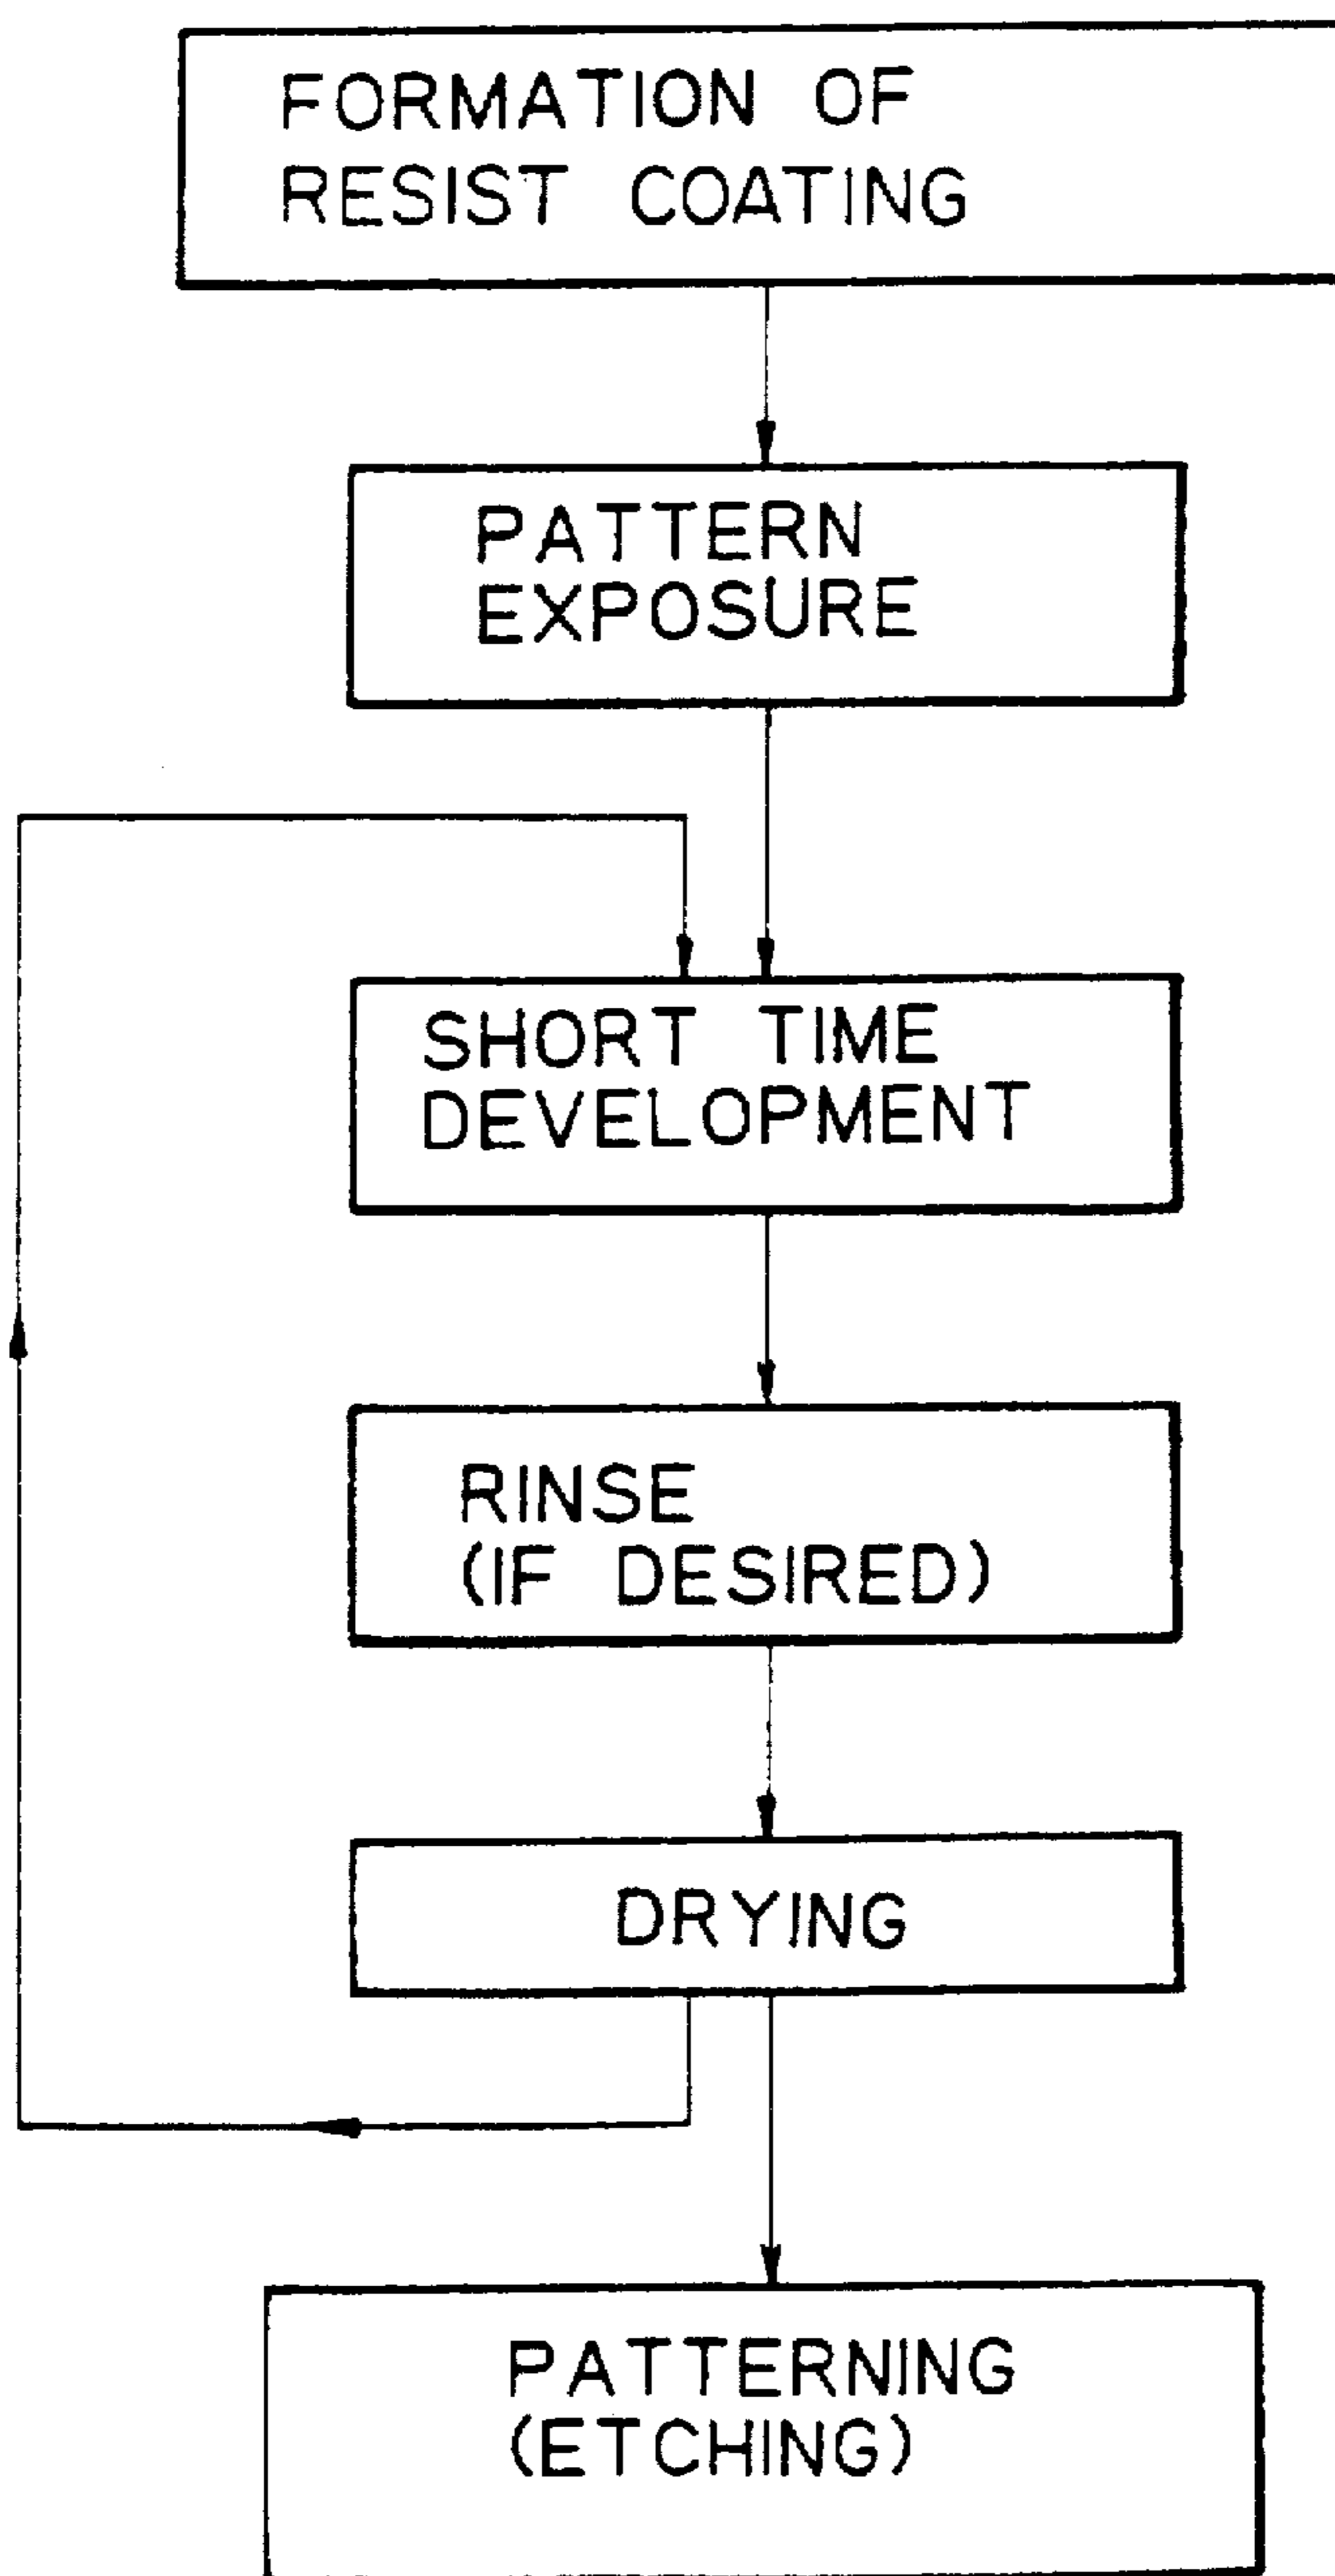 FORMATION OF
RESIST COATING
PATTERN
EXPOSURE
SHORT TIME
DEVELOPMENT
RINSE
(IF DESIRED)
DRYING
PATTERNING
(ETCHING)